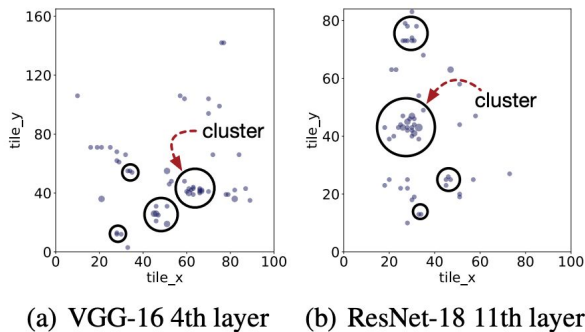 160
120
80
40
0
tile_y
cluster
0 20 40 60 80 100
tile_x
80
60
40
20
0
tile_y
cluster
0 20 40 60 80 100
tile_x
(a) VGG-16 4th layer
(b) ResNet-18 11th layer